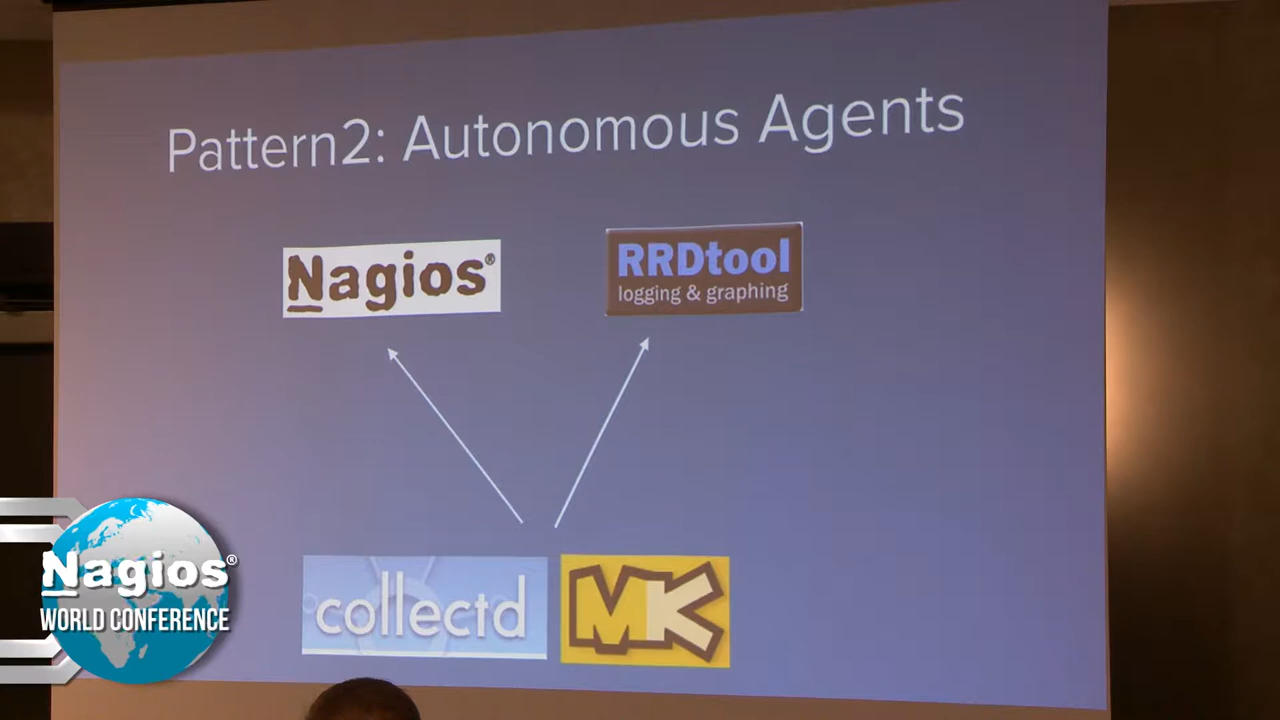 Pattern2: Autonomous Agents
Nagios®
RRDtool
logging & graphing
collectd
MK
Nagios®
WORLD CONFERENCE